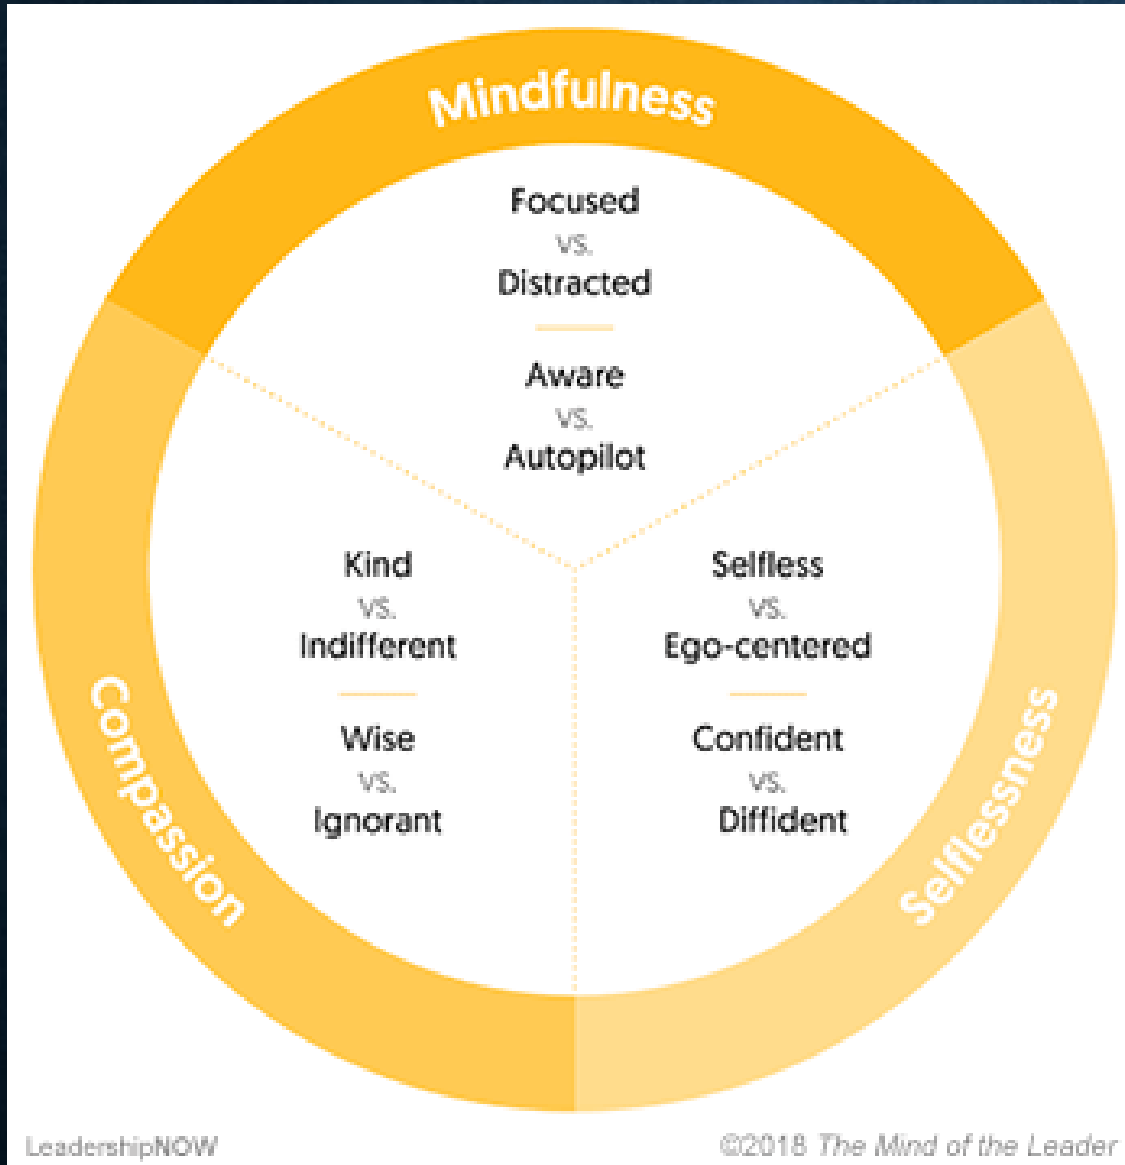 Mindfulness
Focused
vs.
Distracted
Aware
vs.
Autopilot
Kind
vs.
Indifferent
Wise
vs.
Ignorant
Compassion
Selfless
vs.
Ego-centered
Confident
vs.
Diffident
Selflessness
LeadershipNOW
©2018 The Mind of the Leader